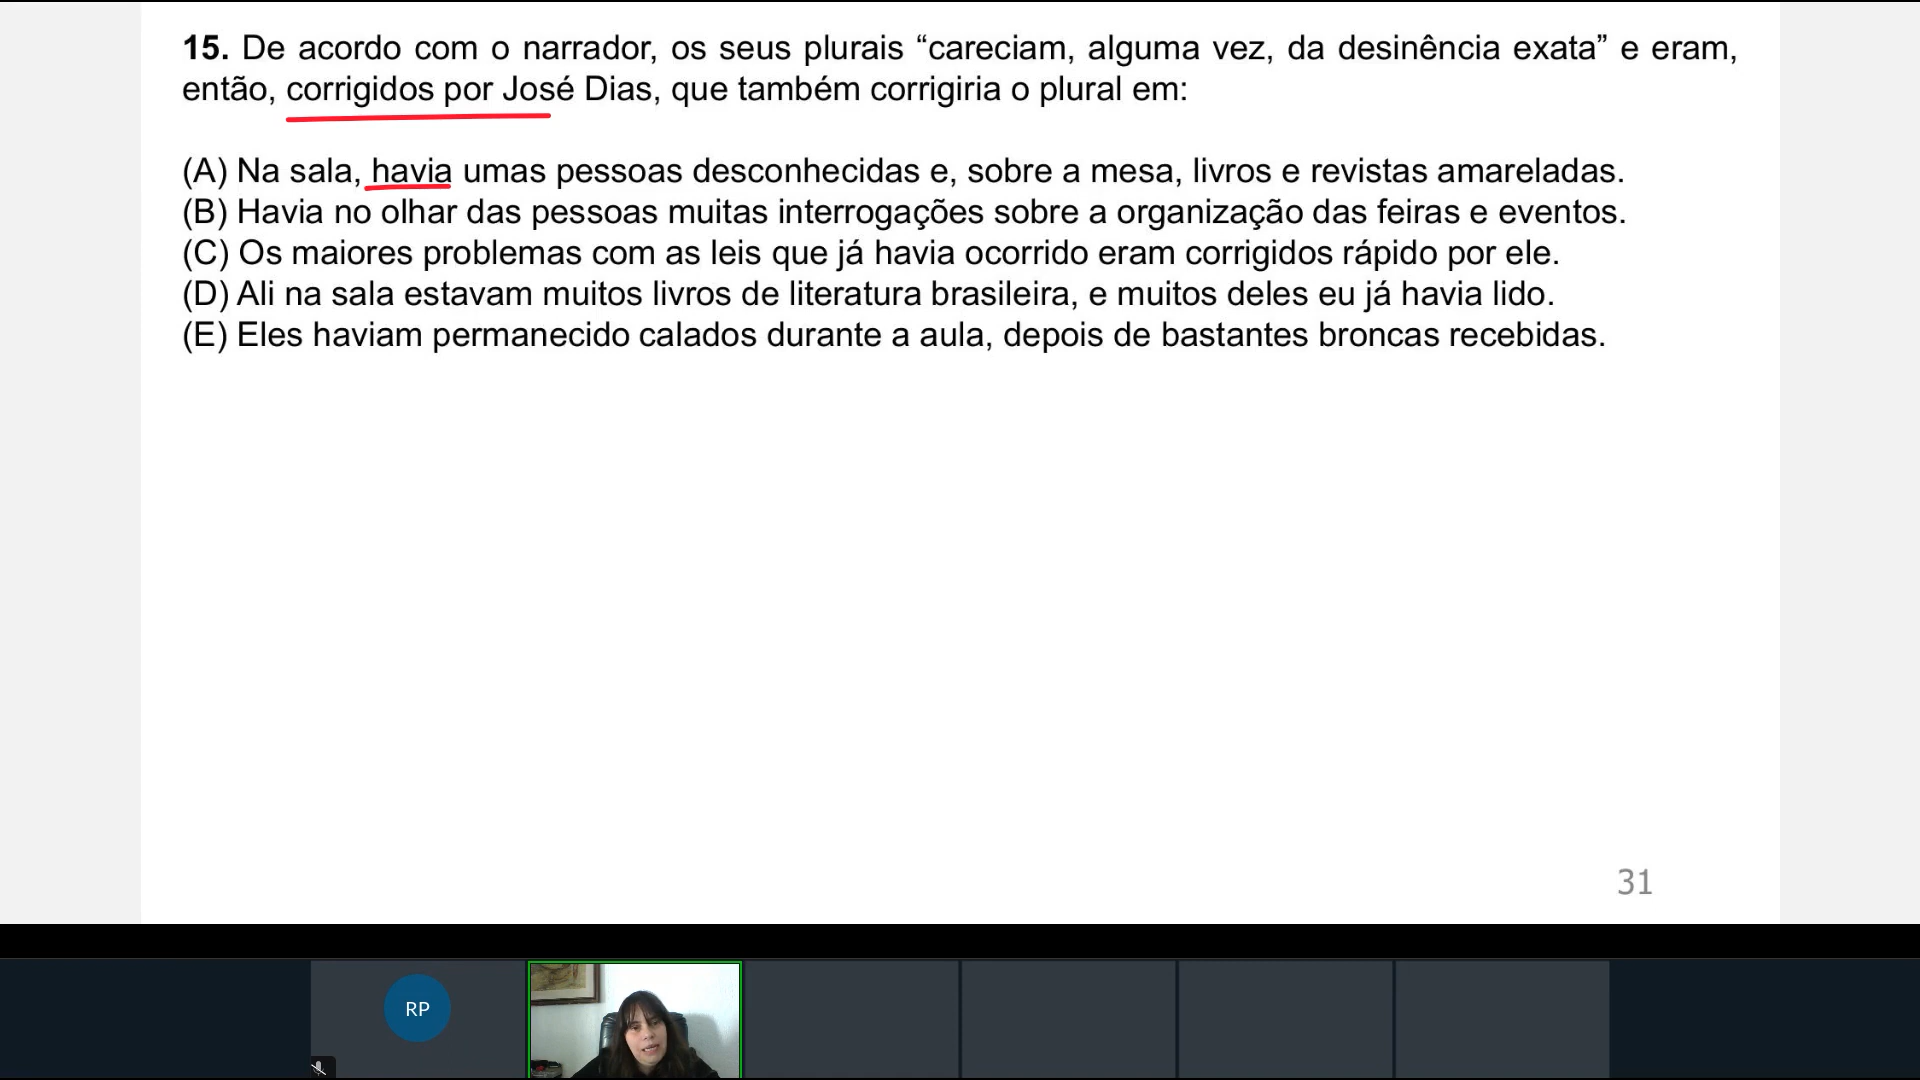 15. De acordo com o narrador, os seus plurais “careciam, alguma vez, da desinência exata” e eram,
então, corrigidos por José Dias, que também corrigiria o plural em:
(A) Na sala, havia umas pessoas desconhecidas e, sobre a mesa, livros e revistas amareladas.
(B) Havia no olhar das pessoas muitas interrogações sobre a organização das feiras e eventos.
(C) Os maiores problemas com as leis que já havia ocorrido eram corrigidos rápido por ele.
(D) Ali na sala estavam muitos livros de literatura brasileira, e muitos deles eu já havia lido.
(E) Eles haviam permanecido calados durante a aula, depois de bastantes broncas recebidas.
31
RP